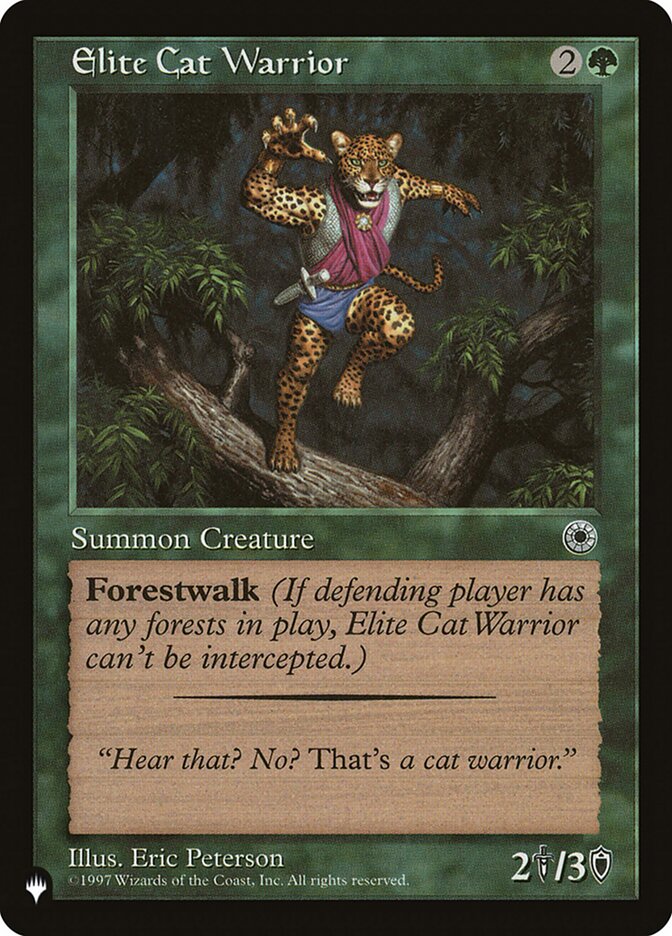 Elite Cat Warrior 2
Summon Creature
Forestwalk (If defending player has
any forests in play, Elite Cat Warrior
can't be intercepted.)
“Hear that? No? That's a cat warrior.”
Illus. Eric Peterson
©1997 Wizards of the Coast, Inc. All rights reserved.
2/3